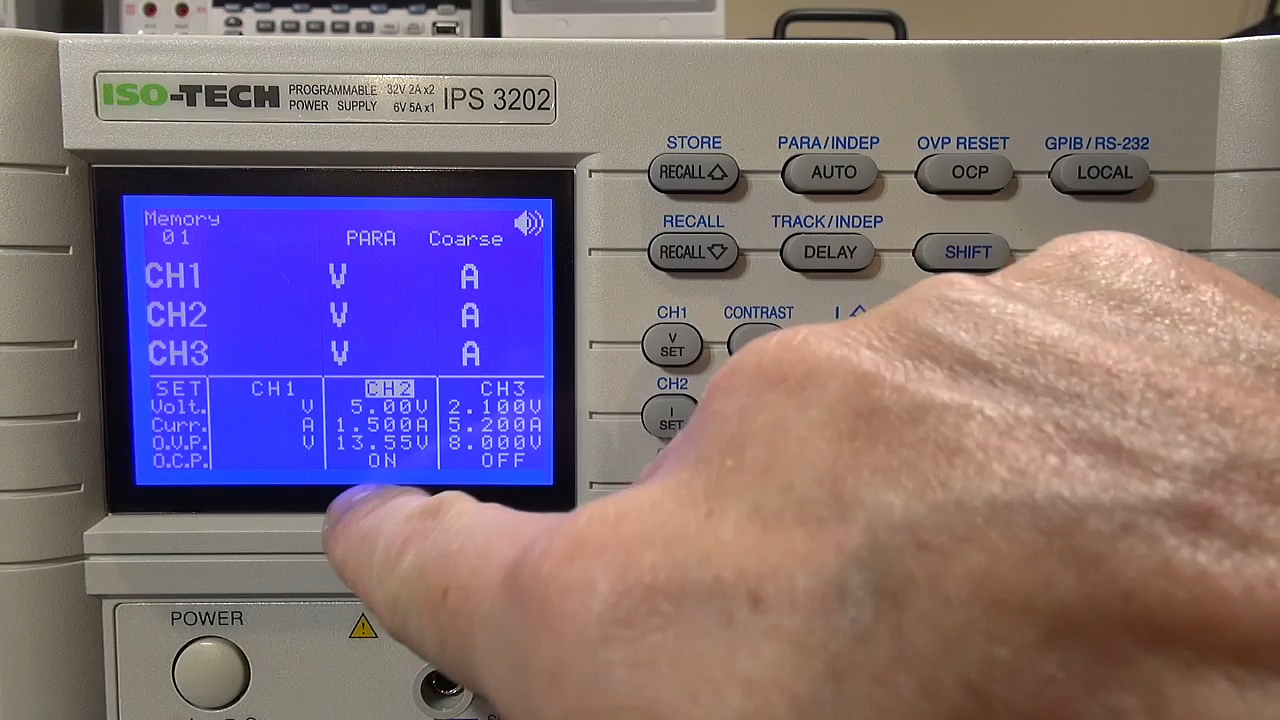 ISO-TECH PROGRAMMABLE POWER SUPPLY 32V 2A x2 6V 5A x1 IPS 3202
STORE PARA/INDEP OVP RESET GPIB/RS-232
RECALL AUTO OCP LOCAL
RECALL TRACK/INDEP
RECALL DELAY SHIFT
CH1 CONTRAST I
V SET
CH2
I SET
Memory
01 PARA Coarse
CH1 V A
CH2 V A
CH3 V A
SET CH1 CH2 CH3
Volt. V 5.00V 2.100V
Curr. A 1.500A 5.200A
O.V.P. V 13.55V 8.000V
O.C.P. ON OFF
POWER